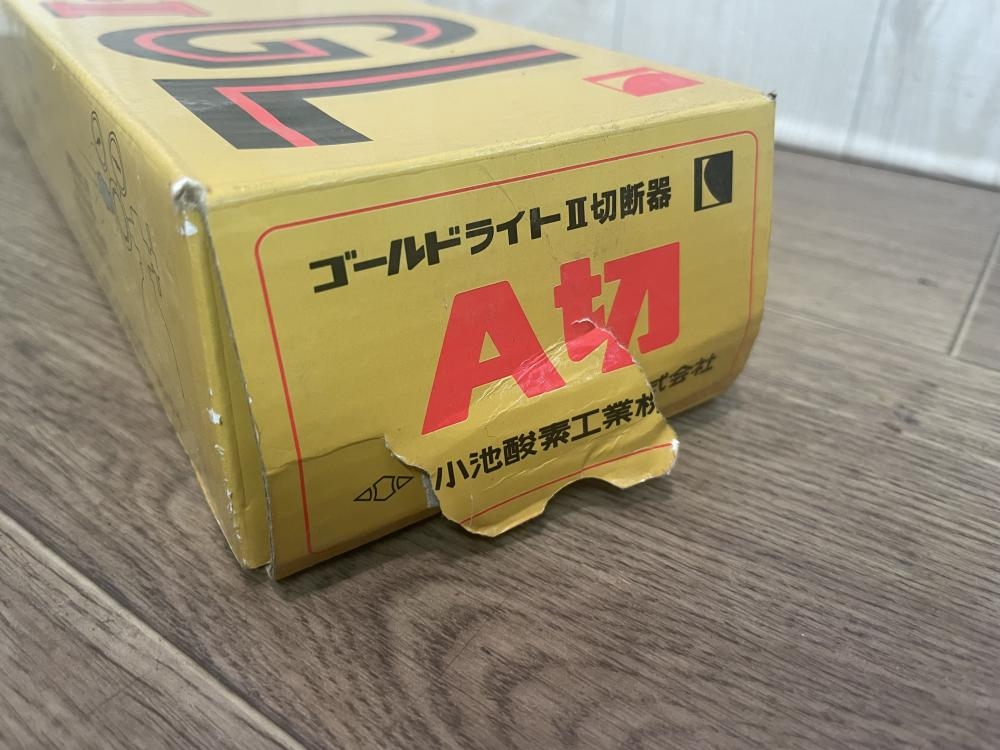 GL
ゴールドライトⅡ切断器
A切
小池酸素工業株式会社